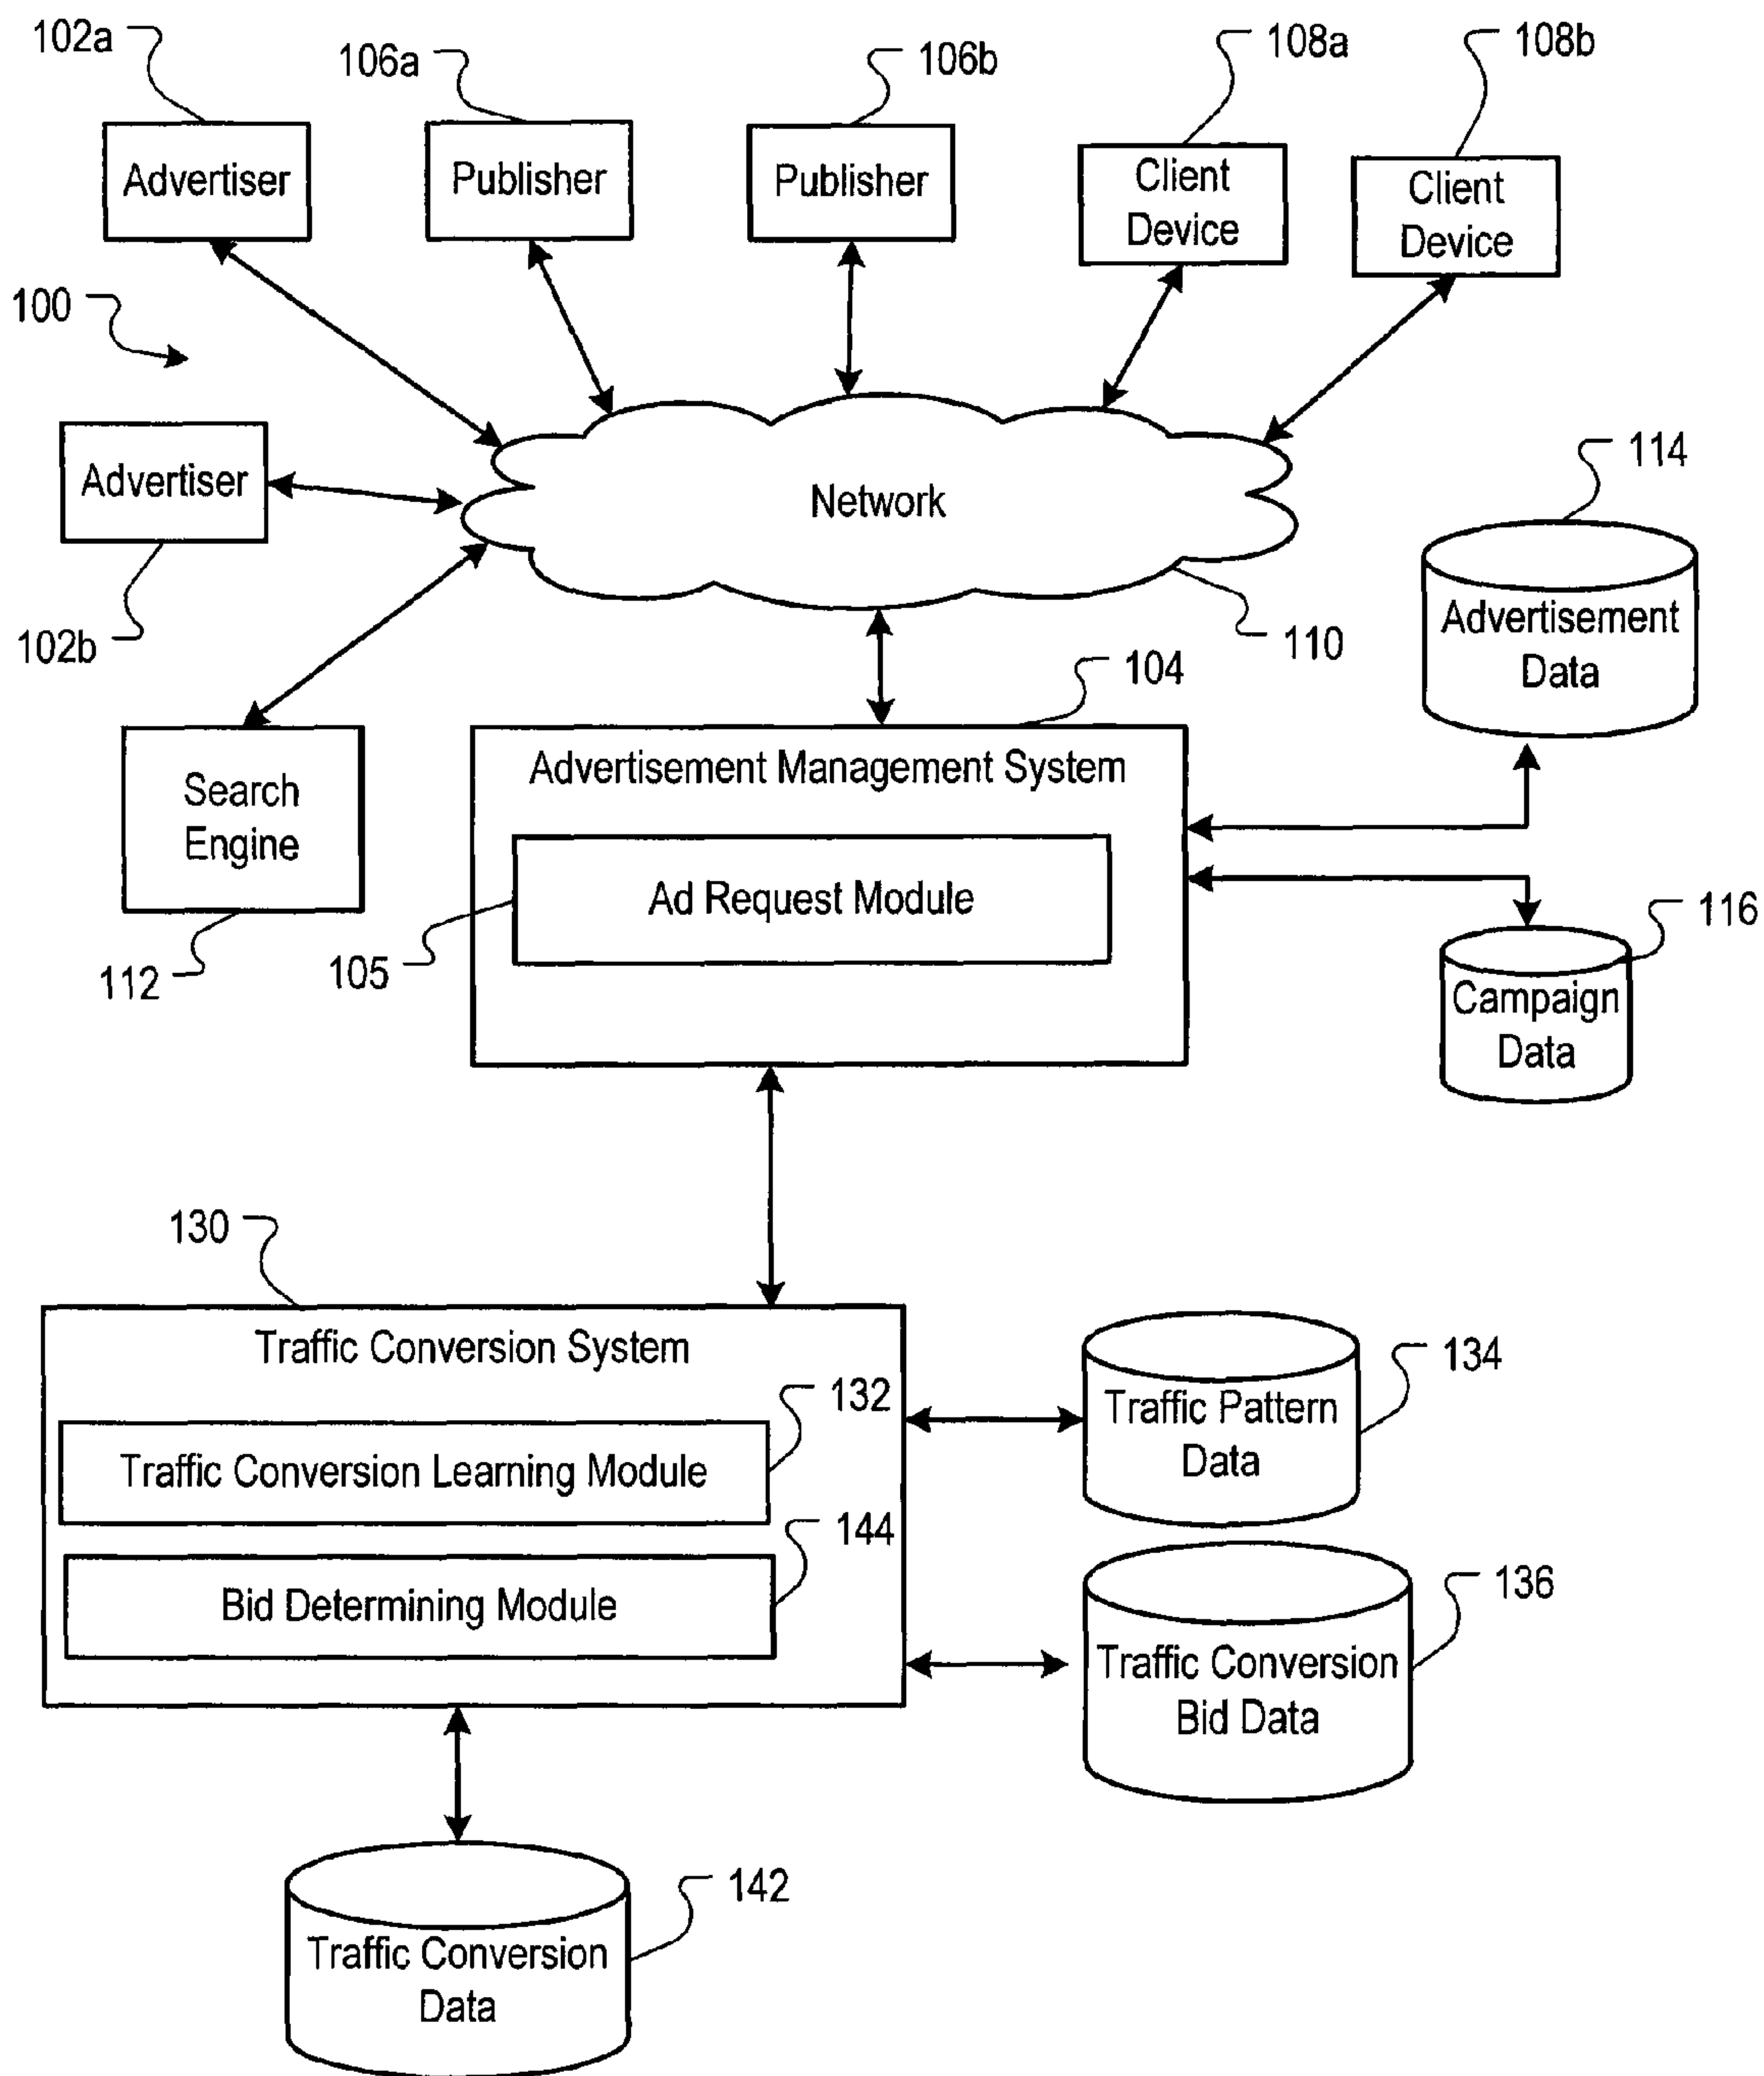 102a
106a
106b
108a
108b
Advertiser
Publisher
Publisher
Client
Device
Client
Device
100
Advertiser
102b
Network
110
114
Advertisement
Data
104
Search
Engine
112
Advertisement Management System
Ad Request Module
105
116
Campaign
Data
130
Traffic Conversion System
132
Traffic Conversion Learning Module
144
Bid Determining Module
134
Traffic Pattern
Data
136
Traffic Conversion
Bid Data
142
Traffic Conversion
Data